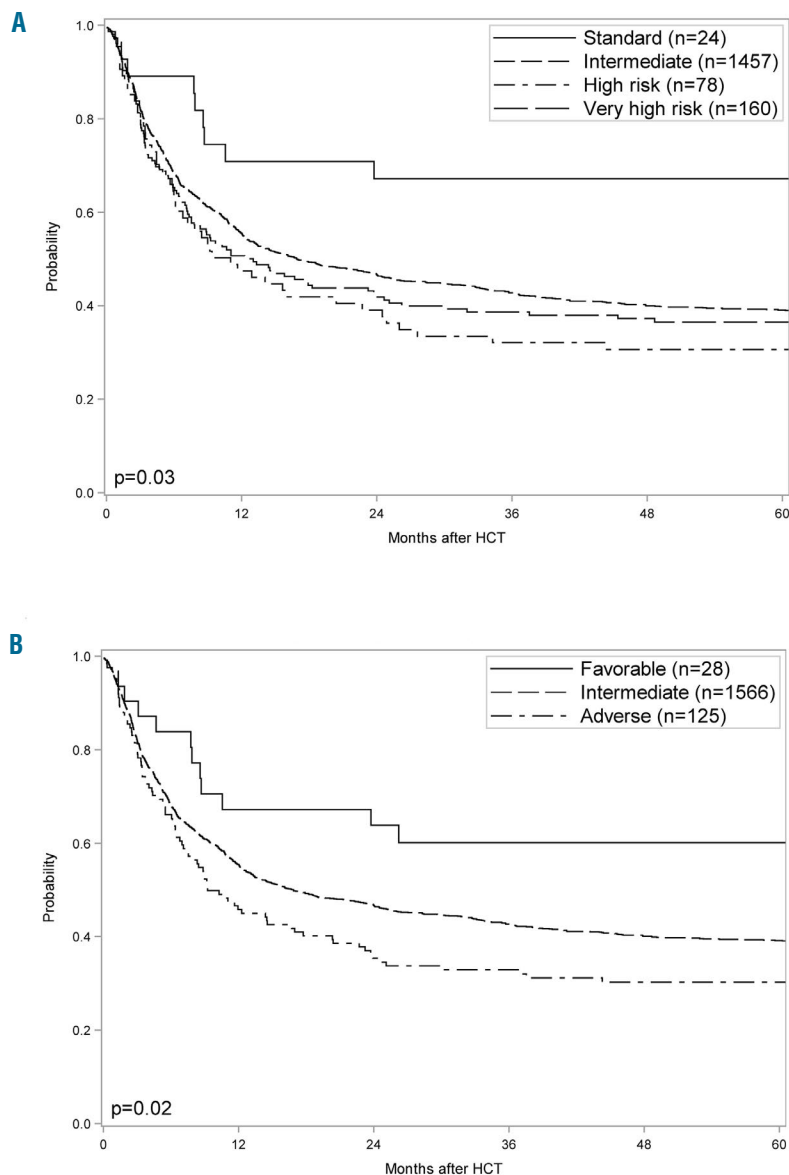 A
1.0
0.8
0.6
0.4
0.2
0.0
Probability
Standard (n=24)
Intermediate (n=1457)
High risk (n=78)
Very high risk (n=160)
p=0.03
0 12 24 36 48 60
Months after HCT
B
1.0
0.8
0.6
0.4
0.2
0.0
Probability
Favorable (n=28)
Intermediate (n=1566)
Adverse (n=125)
p=0.02
0 12 24 36 48 60
Months after HCT